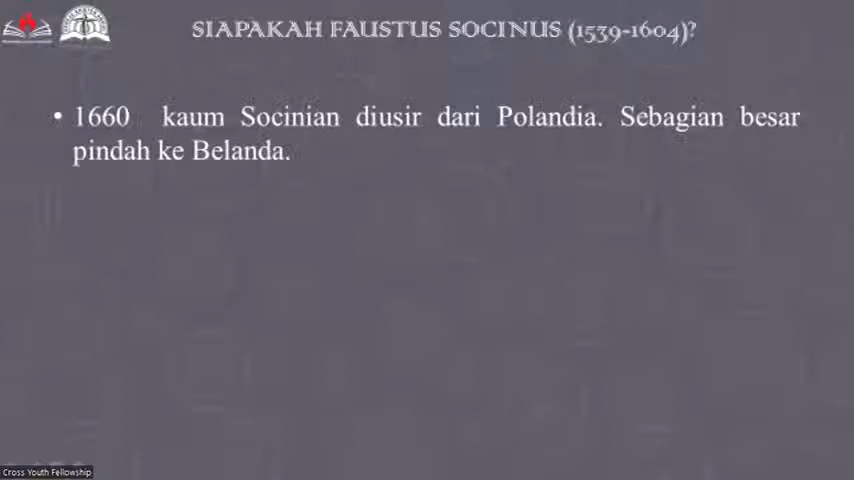 SIAPAKAH FAUSTUS SOCINUS (1539-1604)?
• 1660 kaum Socinian diusir dari Polandia. Sebagian besar
pindah ke Belanda.
Cross Youth Fellowship